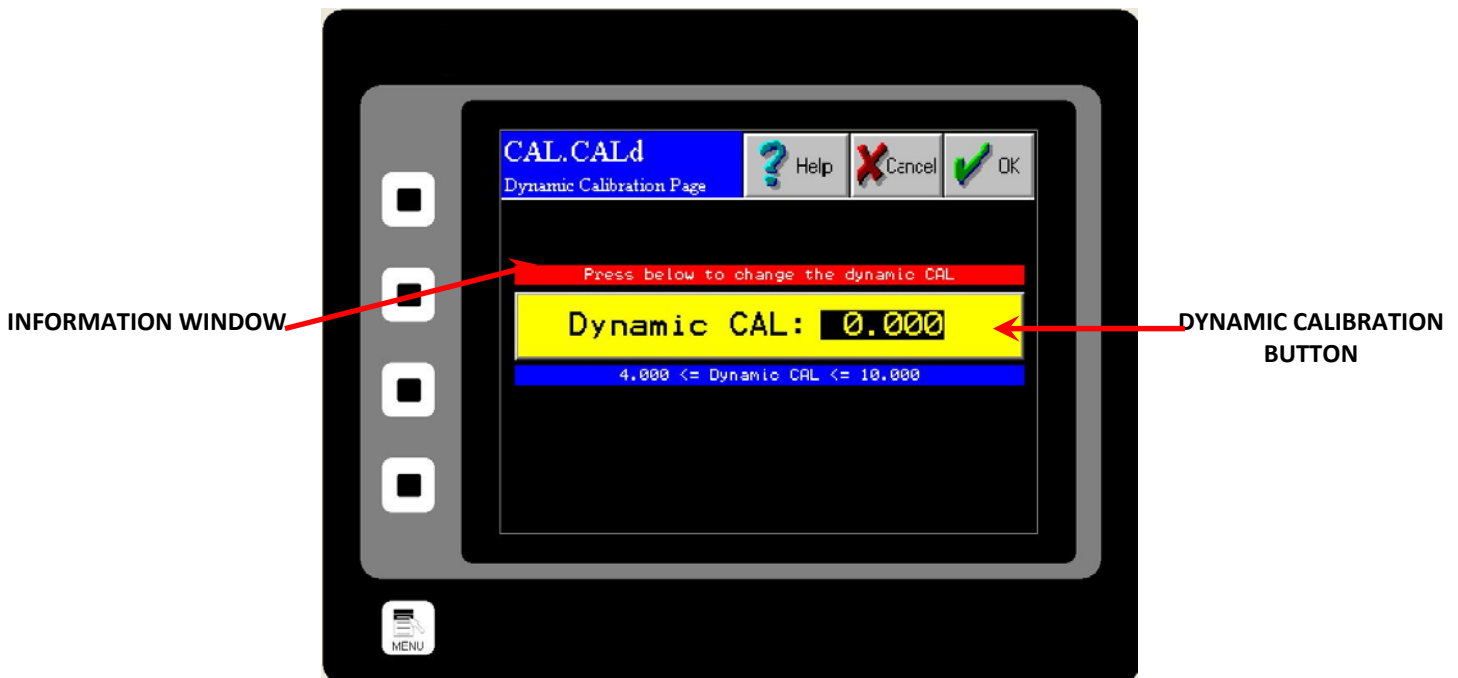 CAL.CALd
Dynamic Calibration Page
Help
Cancel
OK
Press below to change the dynamic CAL
INFORMATION WINDOW
Dynamic CAL: 0.000
DYNAMIC CALIBRATION
BUTTON
4.000 <= Dynamic CAL <= 10.000
MENU